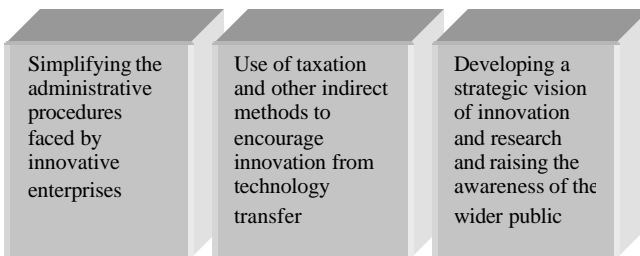 Simplifying the
administrative
procedures
faced by
innovative
enterprises
Use of taxation
and other indirect
methods to
encourage
innovation from
technology
transfer
Developing a
strategic vision
of innovation
and research
and raising the
awareness of the
wider public